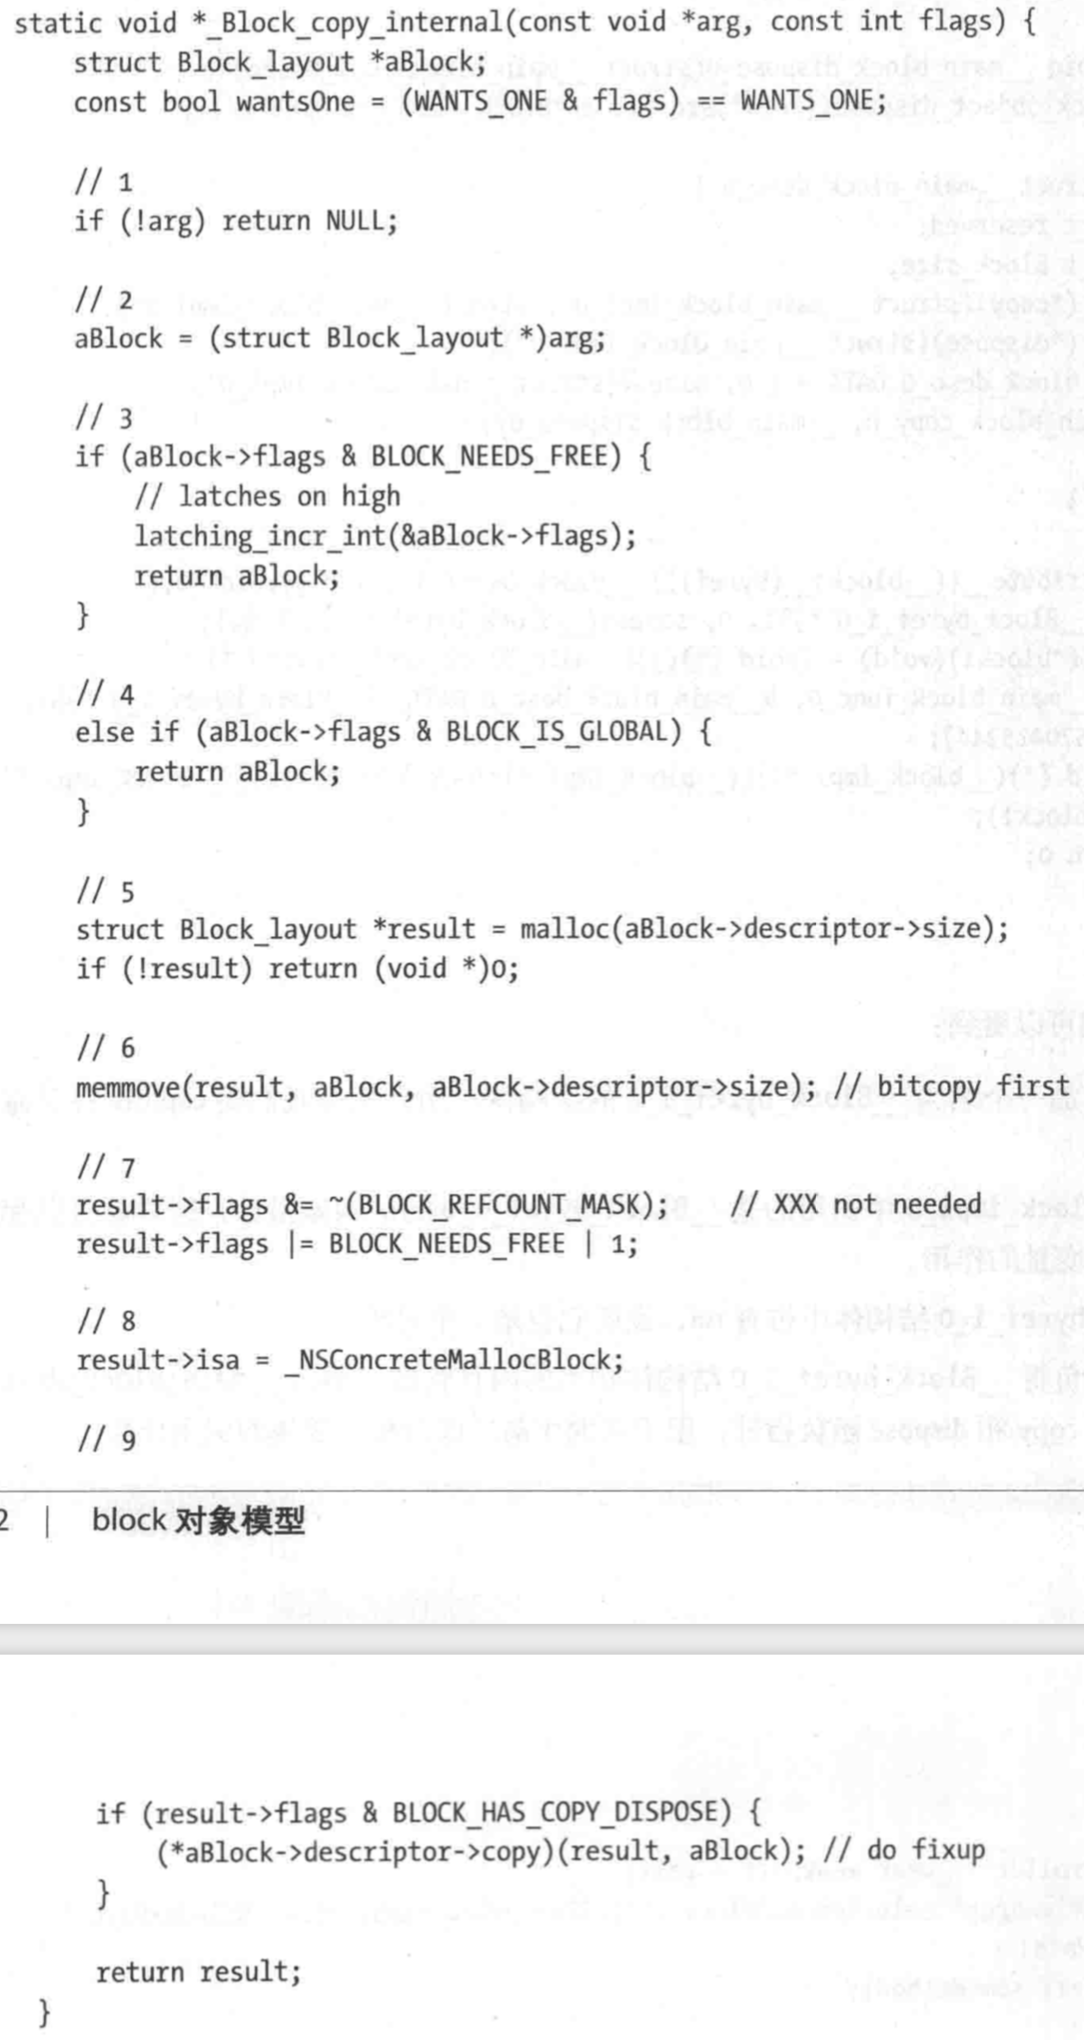 static void *_Block_copy_internal(const void *arg, const int flags) {
struct Block_layout *aBlock;
const bool wantsOne = (WANTS_ONE & flags) == WANTS_ONE;
// 1
if (!arg) return NULL;
// 2
aBlock = (struct Block_layout *)arg;
// 3
if (aBlock->flags & BLOCK_NEEDS_FREE) {
// latches on high
latching_incr_int(&aBlock->flags);
return aBlock;
}
// 4
else if (aBlock->flags & BLOCK_IS_GLOBAL) {
return aBlock;
}
// 5
struct Block_layout *result = malloc(aBlock->descriptor->size);
if (!result) return (void *)0;
// 6
memmove(result, aBlock, aBlock->descriptor->size); // bitcopy first
// 7
result->flags &= ~(BLOCK_REFCOUNT_MASK); // XXX not needed
result->flags |= BLOCK_NEEDS_FREE | 1;
// 8
result->isa = _NSConcreteMallocBlock;
// 9
2 | block 对象模型
if (result->flags & BLOCK_HAS_COPY_DISPOSE) {
(*aBlock->descriptor->copy)(result, aBlock); // do fixup
}
return result;
}